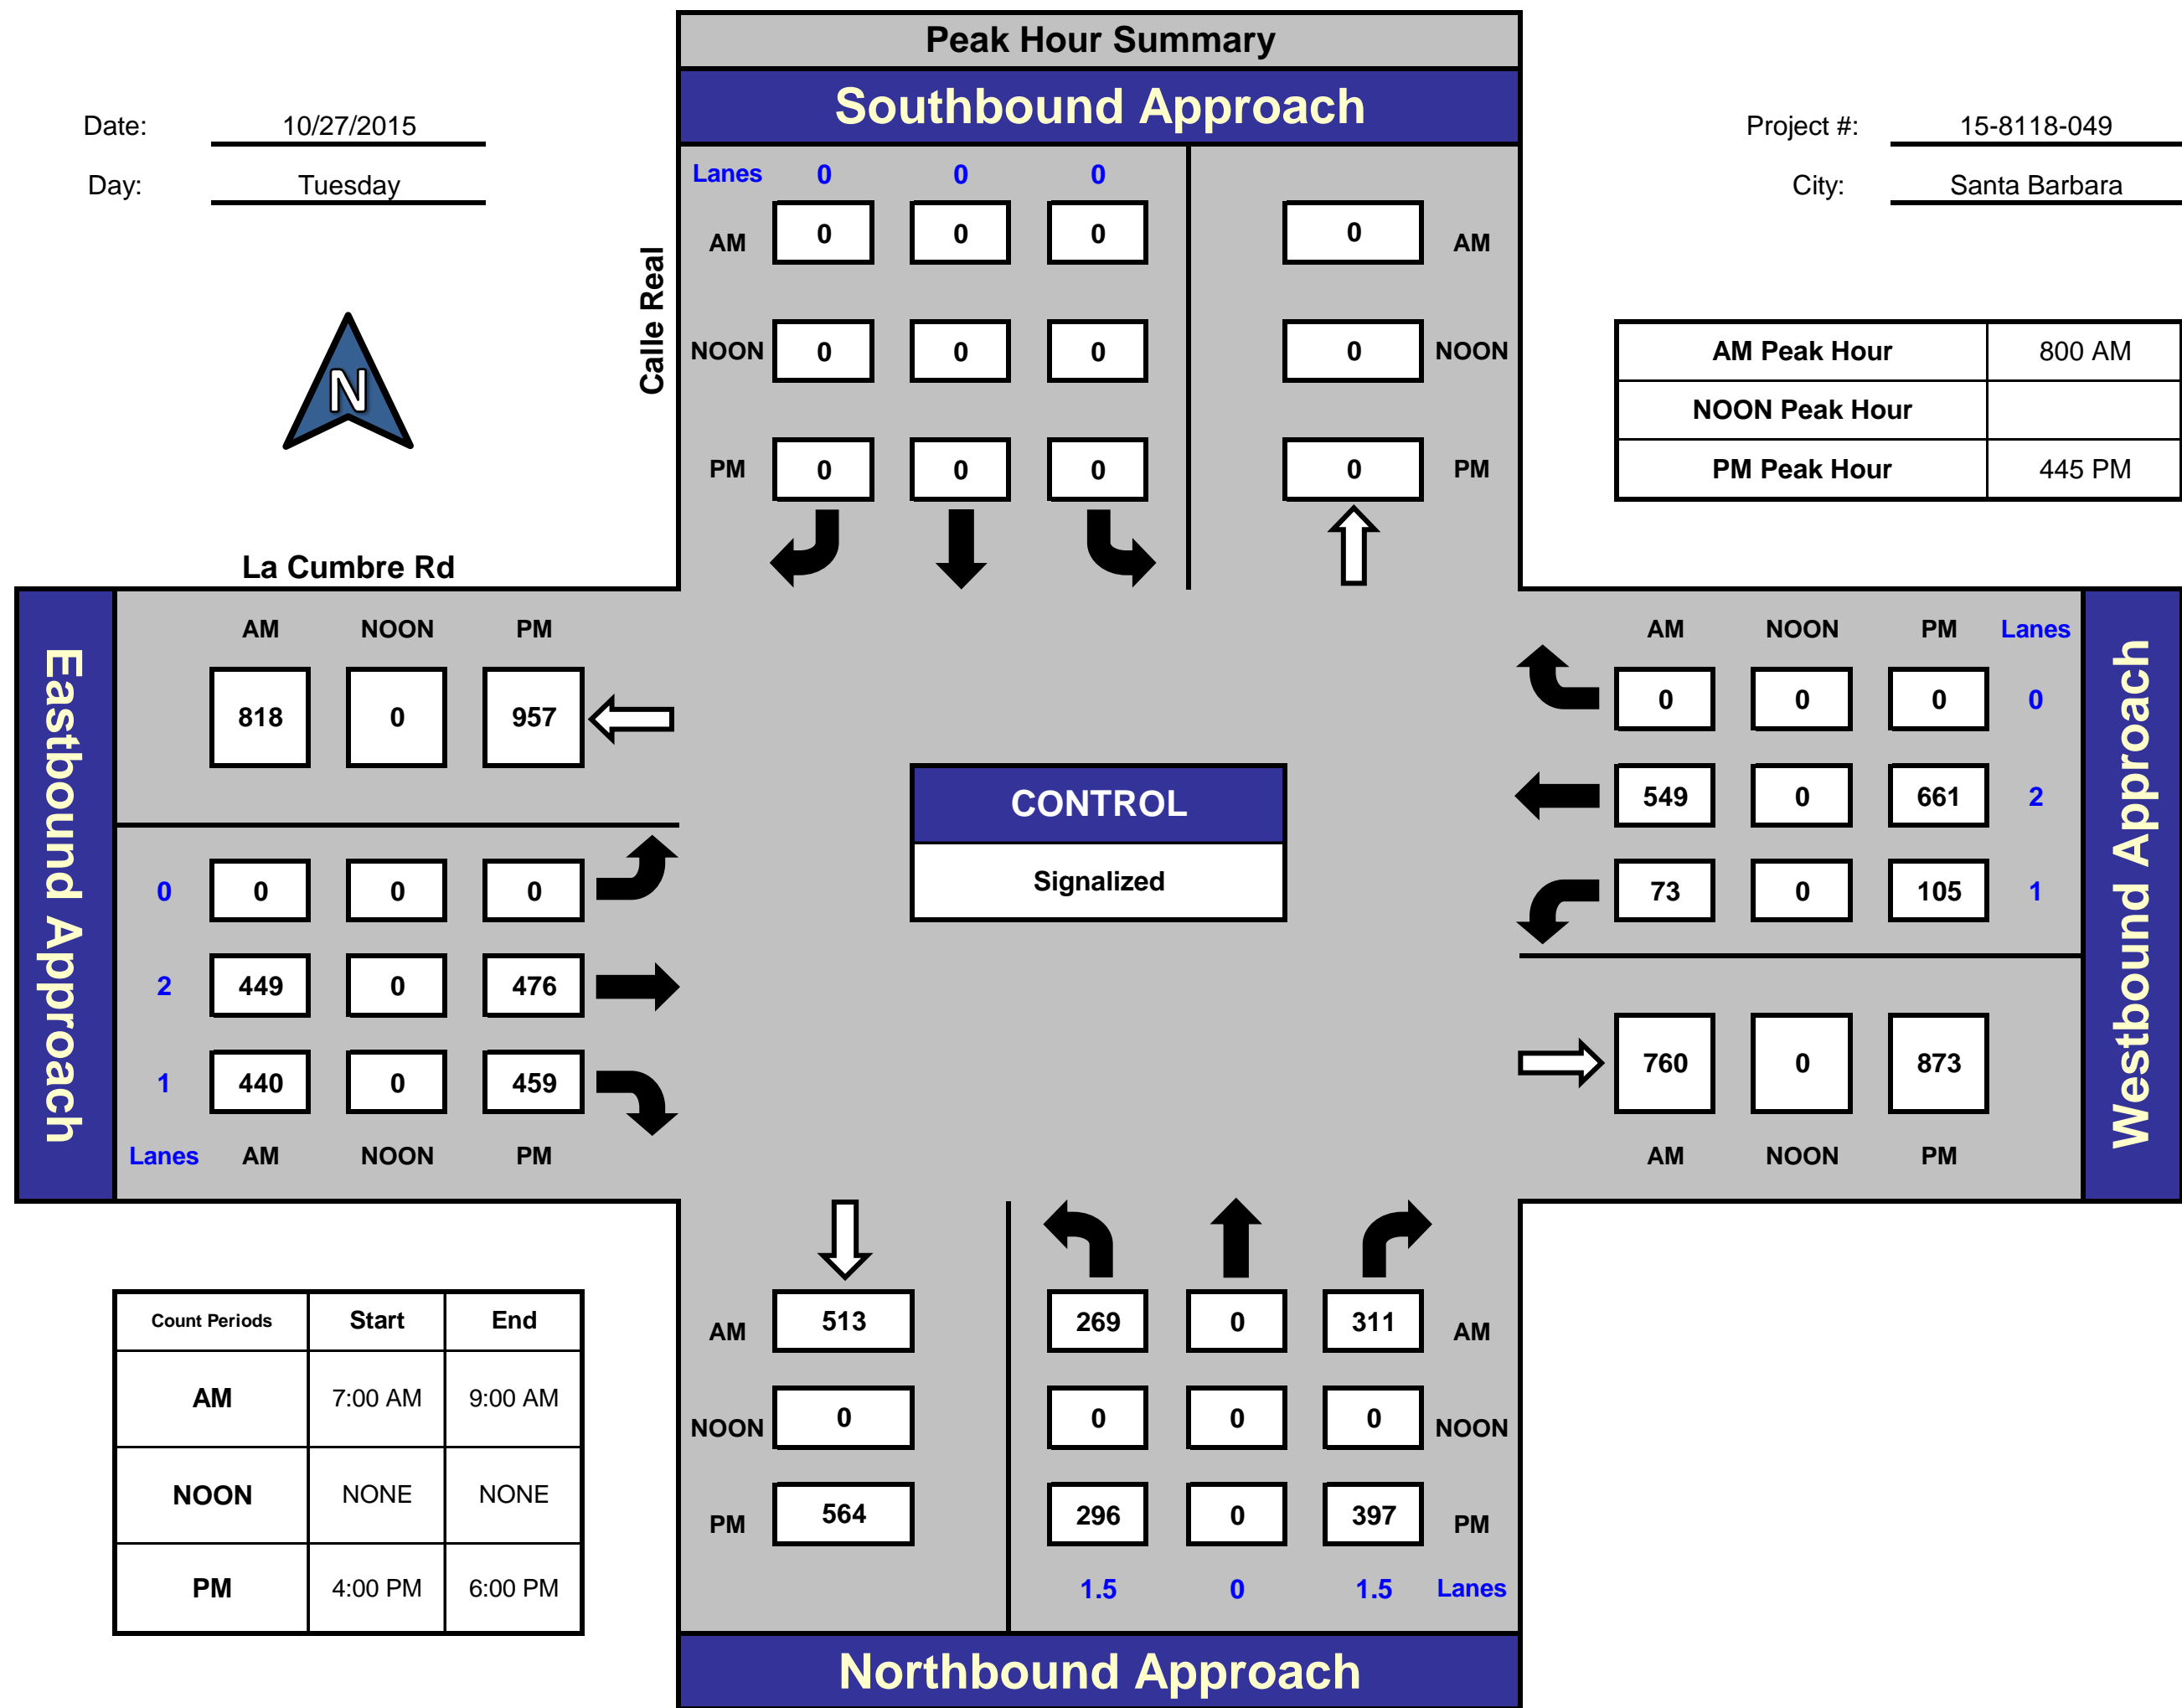 Peak Hour Summary
Southbound Approach
Date: 10/27/2015
Project #: 15-8118-049
Day: Tuesday
City: Santa Barbara
Lanes 0 0 0
AM 0 0 0 0 AM
NOON 0 0 0 0 NOON
PM 0 0 0 0 PM
Calle Real
N
AM Peak Hour 800 AM
NOON Peak Hour
PM Peak Hour 445 PM
La Cumbre Rd
Eastbound Approach
AM NOON PM
818 0 957
0 0 0 0
2 449 0 476
1 440 0 459
Lanes AM NOON PM
CONTROL
Signalized
AM NOON PM Lanes
0 0 0 0
549 0 661 2
73 0 105 1
760 0 873
AM NOON PM
Westbound Approach
Count Periods Start End
AM 7:00 AM 9:00 AM
NOON NONE NONE
PM 4:00 PM 6:00 PM
AM 513 269 0 311 AM
NOON 0 0 0 0 NOON
PM 564 296 0 397 PM
1.5 0 1.5 Lanes
Northbound Approach